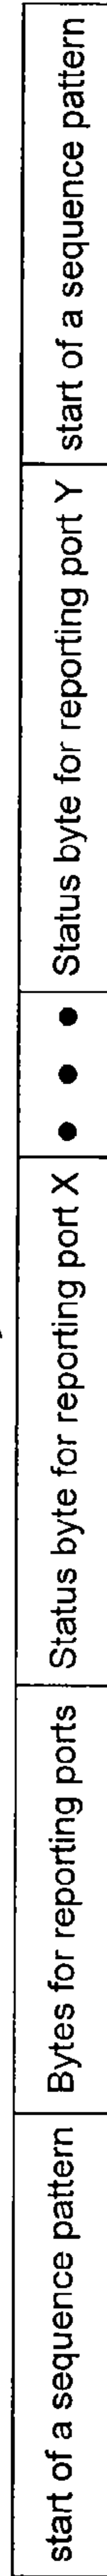 start of a sequence pattern
Bytes for reporting ports
Status byte for reporting port X
● ● ●
Status byte for reporting port Y
start of a sequence pattern